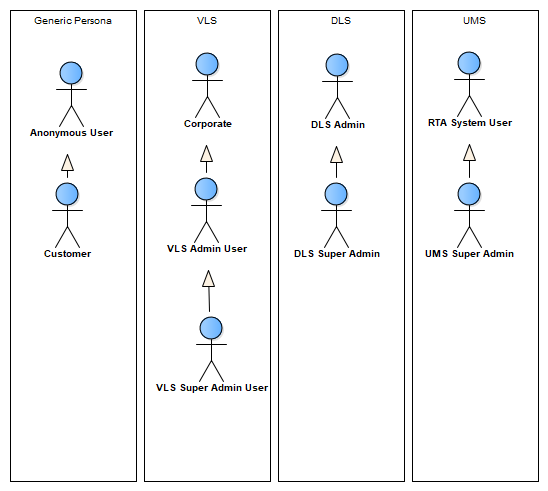 Generic Persona
Anonymous User
Customer
VLS
Corporate
VLS Admin User
VLS Super Admin User
DLS
DLS Admin
DLS Super Admin
UMS
RTA System User
UMS Super Admin